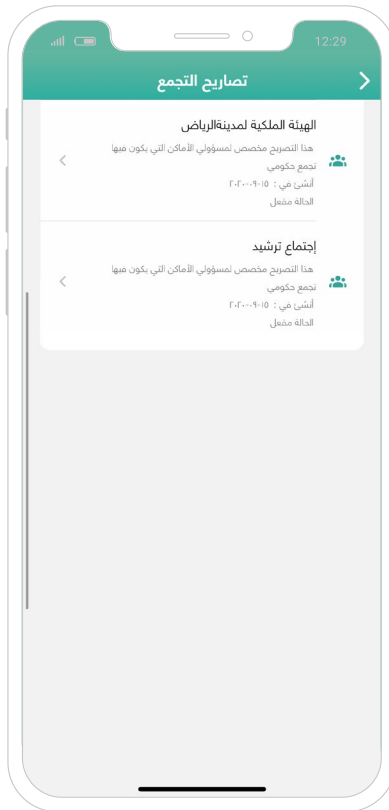 12:29
تصاريح التجمع
الهيئة الملكية لمدينةالرياض
هذا التصريح مخصص لمسؤولي الأماكن التي يكون فيها
تجمع حكومي
أنشئ في : ١٥-٠٩-٢٠٢٠
الحالة مفعل
إجتماع ترشيد
هذا التصريح مخصص لمسؤولي الأماكن التي يكون فيها
تجمع حكومي
أنشئ في : ١٥-٠٩-٢٠٢٠
الحالة مفعل